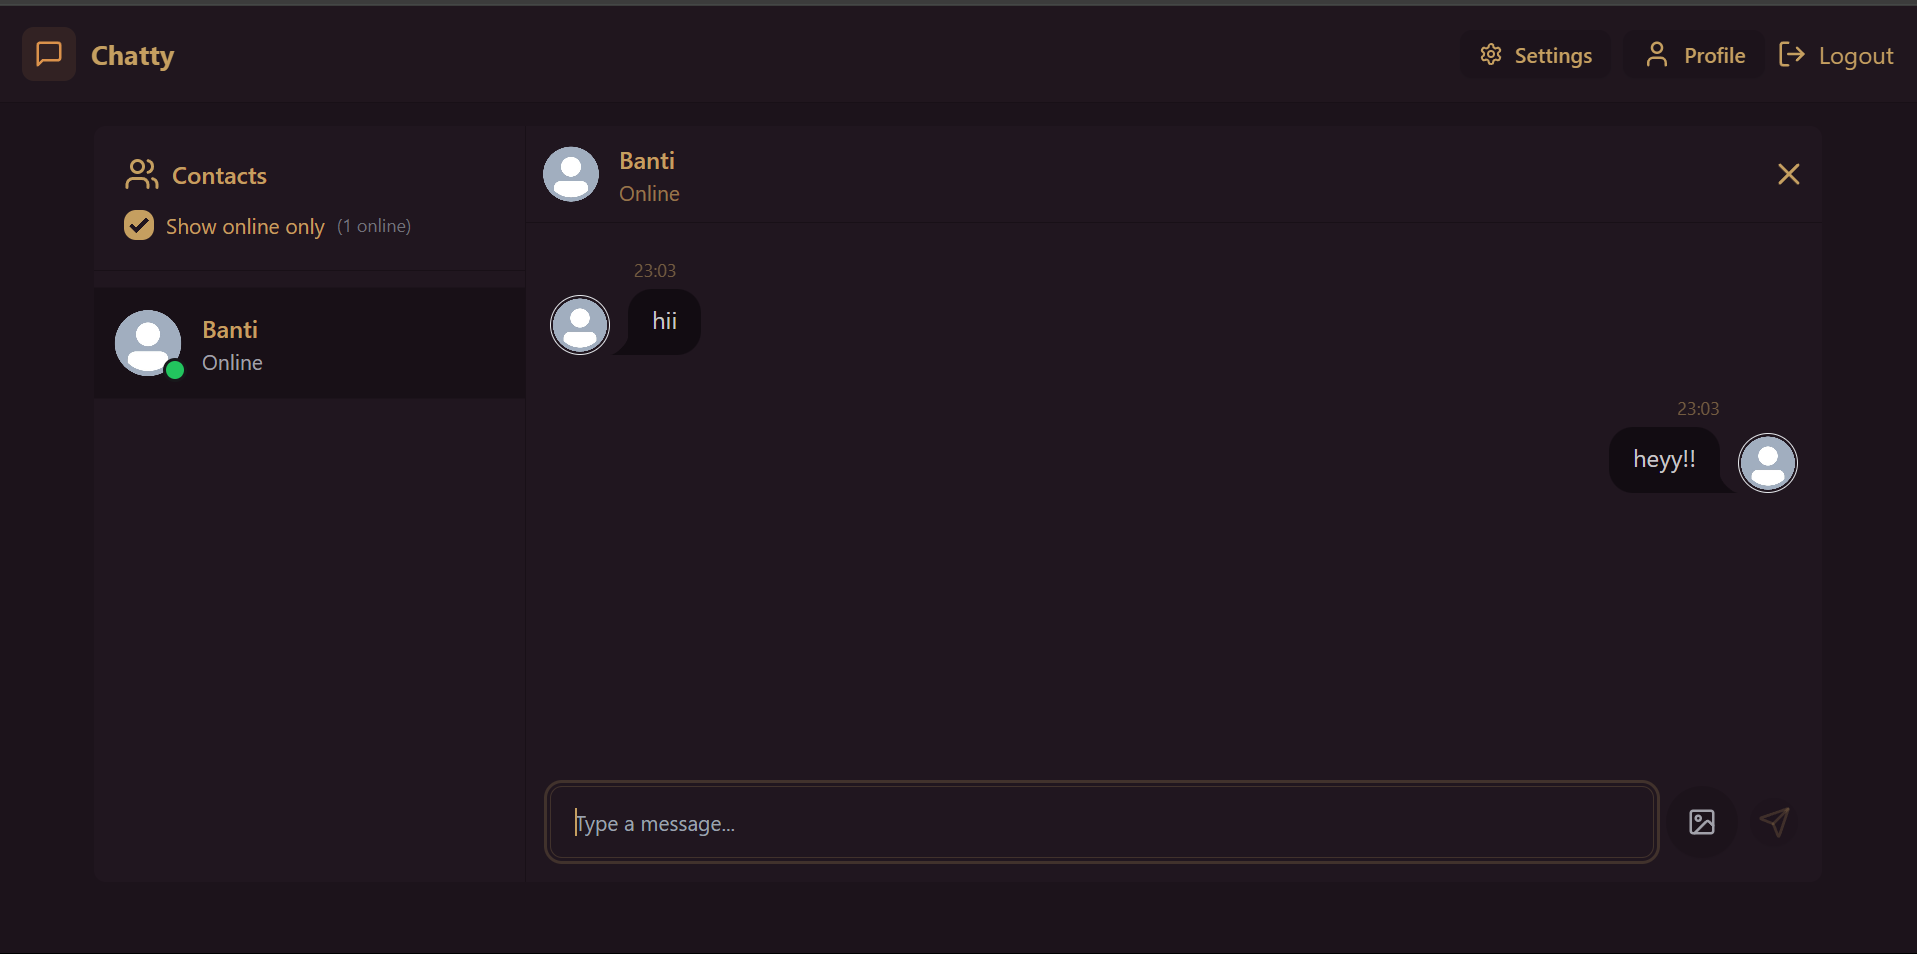 Chatty
Settings
Profile
Logout
Contacts
Show online only (1 online)
Banti
Online
Banti
Online
23:03
hii
23:03
heyy!!
Type a message...